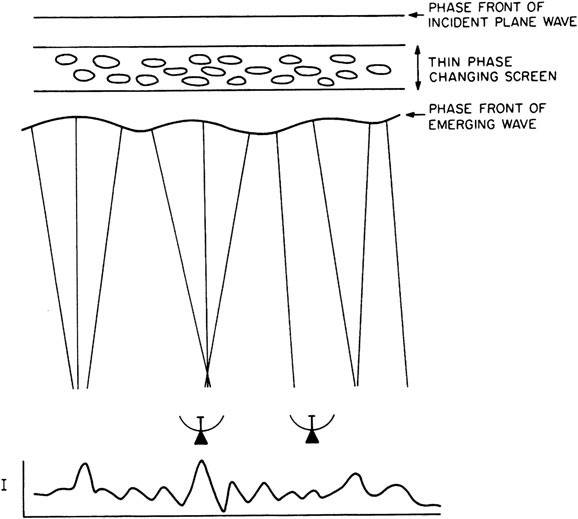 PHASE FRONT OF
INCIDENT PLANE WAVE
THIN PHASE
CHANGING SCREEN
PHASE FRONT OF
EMERGING WAVE
I